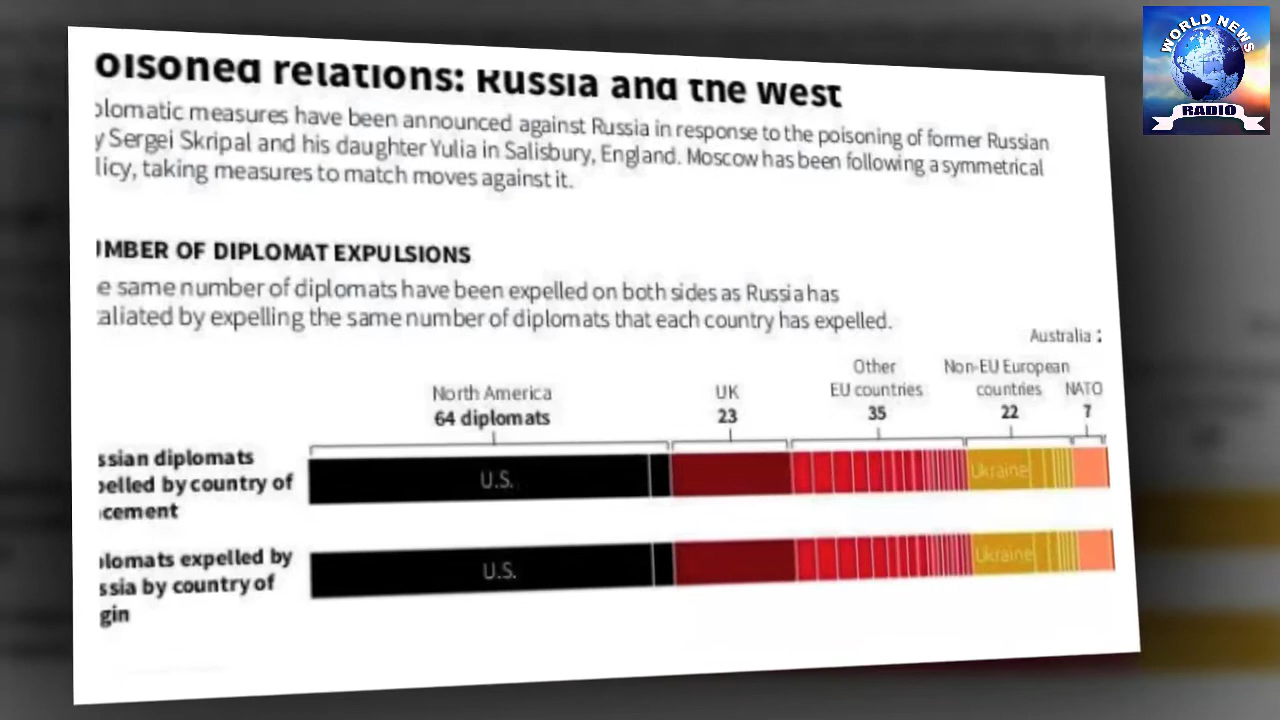 oisoned relations: Russia and the West
olomatic measures have been announced against Russia in response to the poisoning of former Russian
y Sergei Skripal and his daughter Yulia in Salisbury, England. Moscow has been following a symmetrical
licy, taking measures to match moves against it.
UMBER OF DIPLOMAT EXPULSIONS
e same number of diplomats have been expelled on both sides as Russia has
taliated by expelling the same number of diplomats that each country has expelled.
Australia
North America
64 diplomats
UK
23
Other
EU countries
35
Non-EU European
countries
22
NATO
7
ssian diplomats
pelled by country of
cement
U.S.
Ukraine
plomats expelled by
ssia by country of
gin
U.S.
Ukraine
WORLD NEWS
RADIO